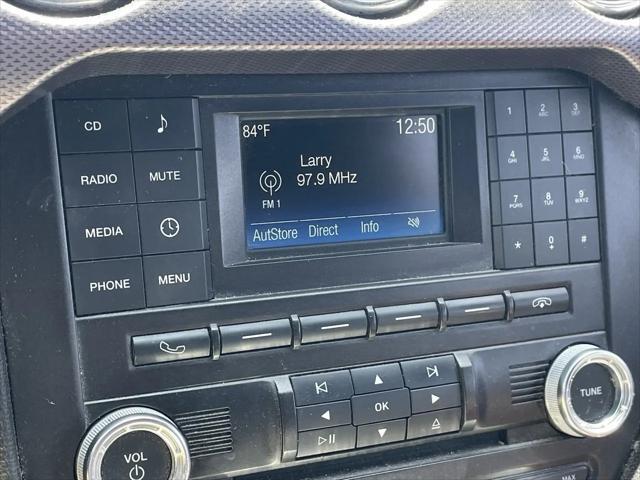 84°F 12:50
Larry
97.9 MHz
FM 1
AutStore Direct Info
CD
RADIO MUTE
MEDIA
PHONE MENU
1 2 ABC 3 DEF
4 GHI 5 JKL 6 MNO
7 PQRS 8 TUV 9 WXYZ
* 0 + #
OK
VOL
TUNE
MAX